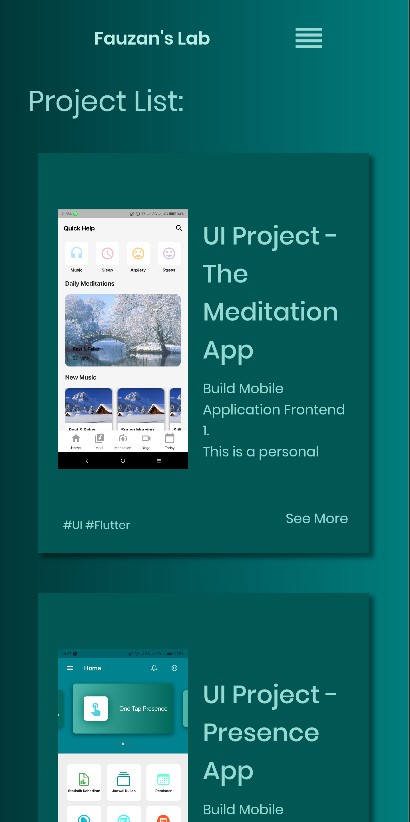 Fauzan's Lab
Project List:
Quick Help
Music
Sleep
Anxiety
Stress
Daily Meditations
New Music
Home
Today
UI Project -
The
Meditation
App
Build Mobile
Application Frontend
1.
This is a personal
#UI #Flutter
See More
Home
One Tap Presence
UI Project -
Presence
App
Build Mobile